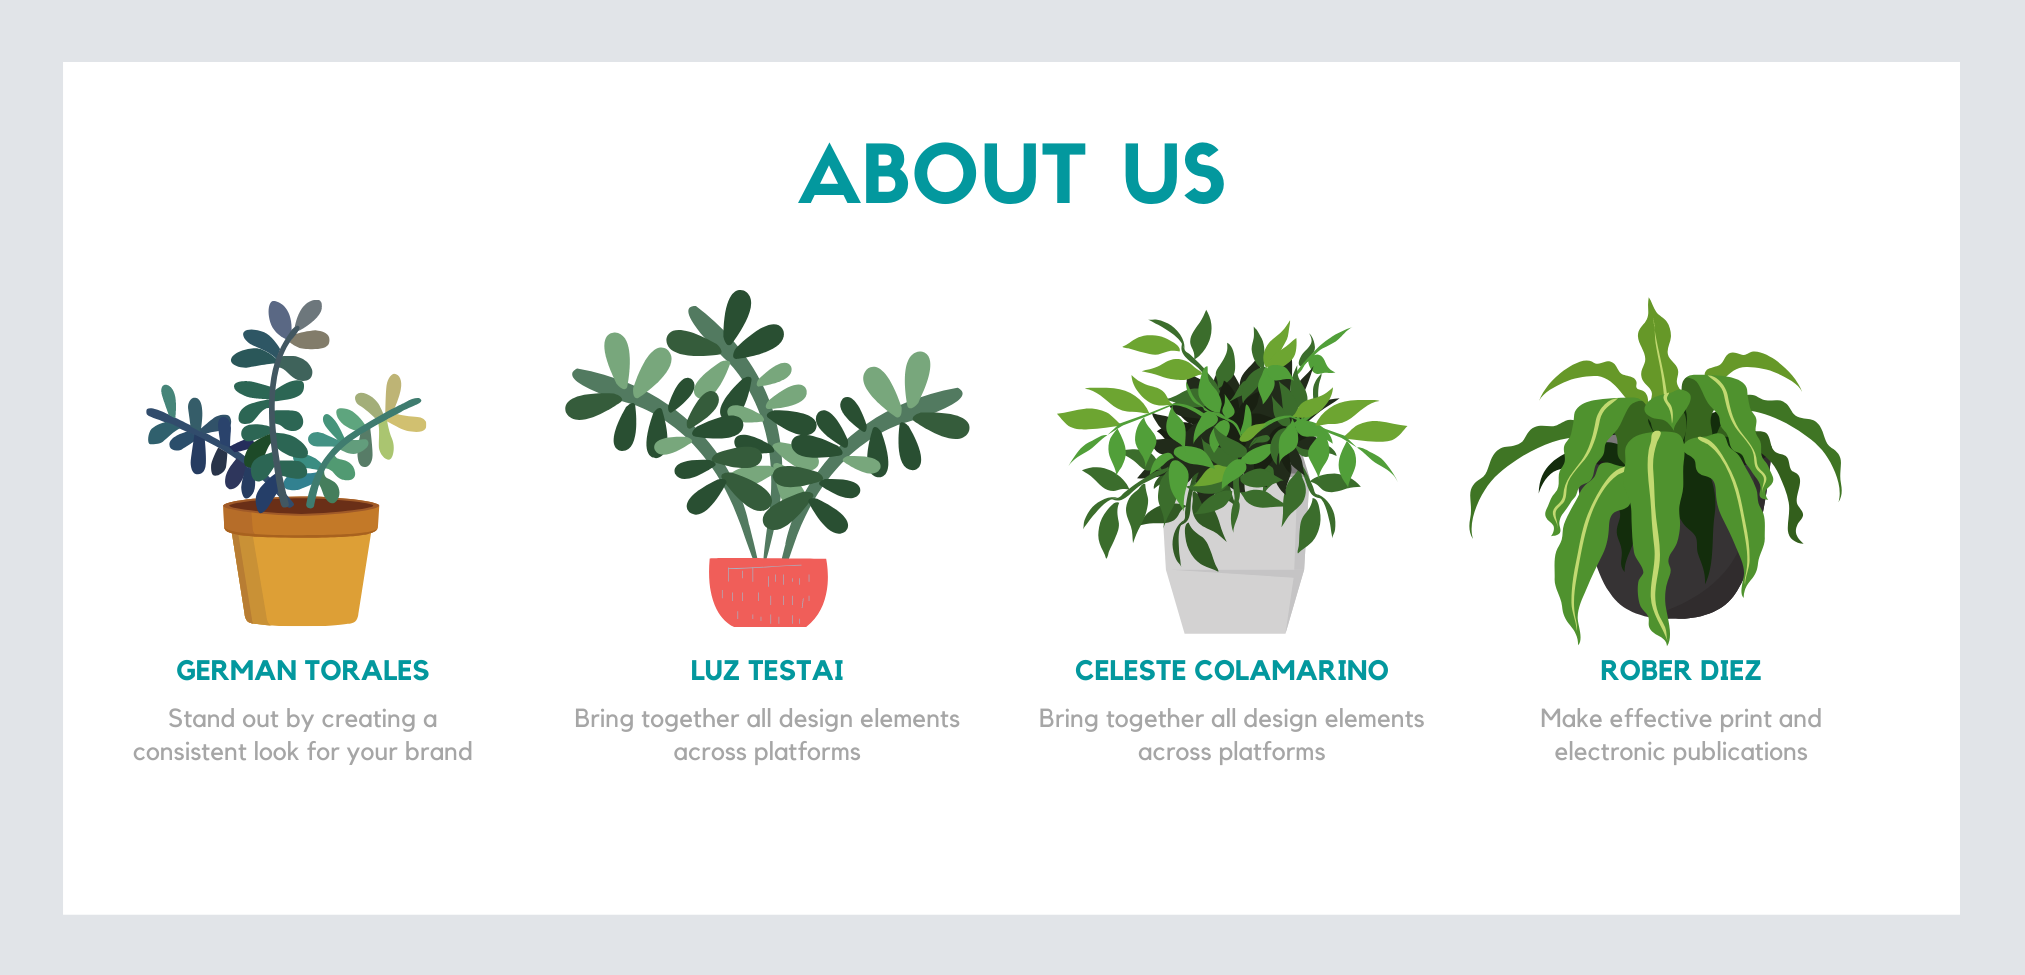 ABOUT US
GERMAN TORALES
Stand out by creating a
consistent look for your brand
LUZ TESTAI
Bring together all design elements
across platforms
CELESTE COLAMARINO
Bring together all design elements
across platforms
ROBER DIEZ
Make effective print and
electronic publications